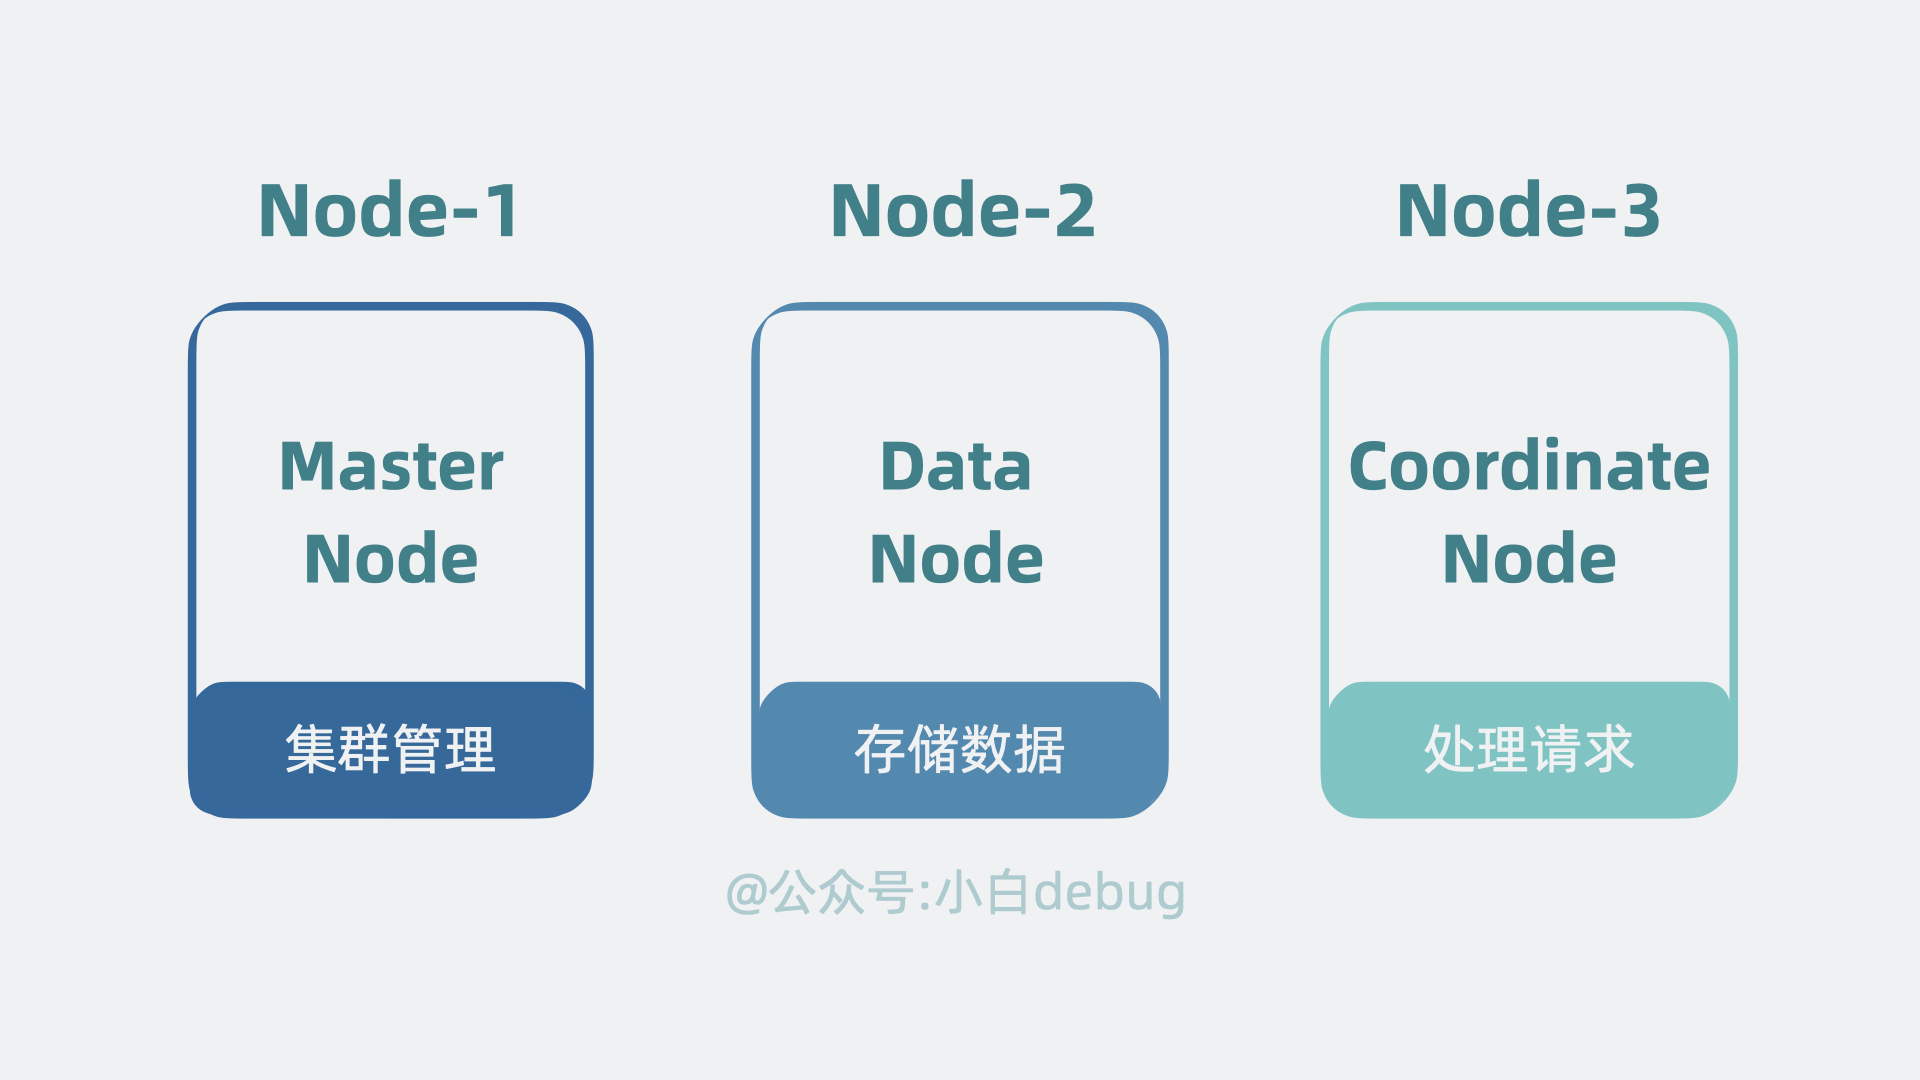 Node-1
Node-2
Node-3
Master
Node
集群管理
Data
Node
存储数据
Coordinate
Node
处理请求
@公众号:小白debug